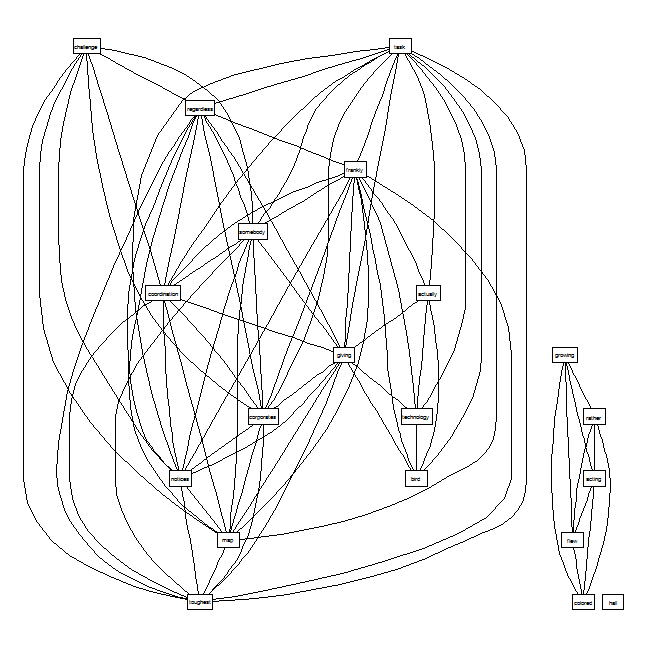 challenge
task
regardless
frankly
somebody
coordination
actually
giving
growing
corporates
technology
rather
notices
bird
acting
map
flew
toughest
colored
hall